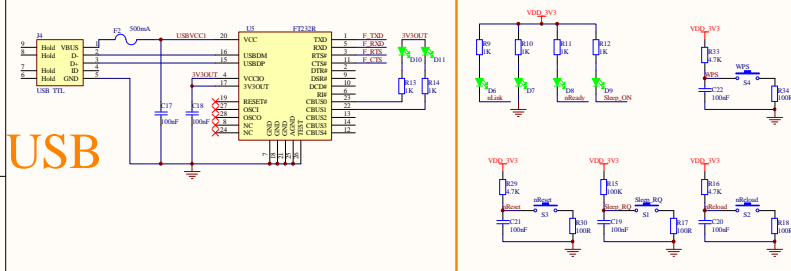 J4
9 Hold VBUS 1
8 Hold D- 2
D+ 3
7 Hold ID 4
6 Hold GND 5
USB TTL
F2 500mA
USBVCC1
3V3OUT
C17
100nF
C18
100nF
U5 FT232R
20 VCC TXD 1 F_TXD
RXD 5 F_RXD
16 USBDM RTS# 3 F_RTS
15 USBDP CTS# 11 F_CTS
DTR# 2
DSR# 9
4 VCCIO DCD# 10
17 3V3OUT RI# 6
19 RESET# CBUS0 23
27 OSCI CBUS1 22
28 OSCO CBUS2 13
8 NC CBUS3 14
24 NC CBUS4 12
GND GND GND AGND TEST
7 18 21 25 26
3V3OUT
D10 D11
R13
1K
R14
1K
USB
VDD_3V3
R9
1K
R10
1K
R11
1K
R12
1K
D6
nLink
D7
D8
nReady
D9
Sleep_ON
VDD_3V3
R33
4.7K
WPS
C22
100nF
WPS
S4
R34
100R
VDD_3V3
R29
4.7K
nReset
C21
100nF
nReset
S3
R30
100R
VDD_3V3
R15
100K
Sleep_RQ
C19
100nF
Sleep_RQ
S1
R17
100R
VDD_3V3
R16
4.7K
nReload
C20
100nF
nReload
S2
R18
100R